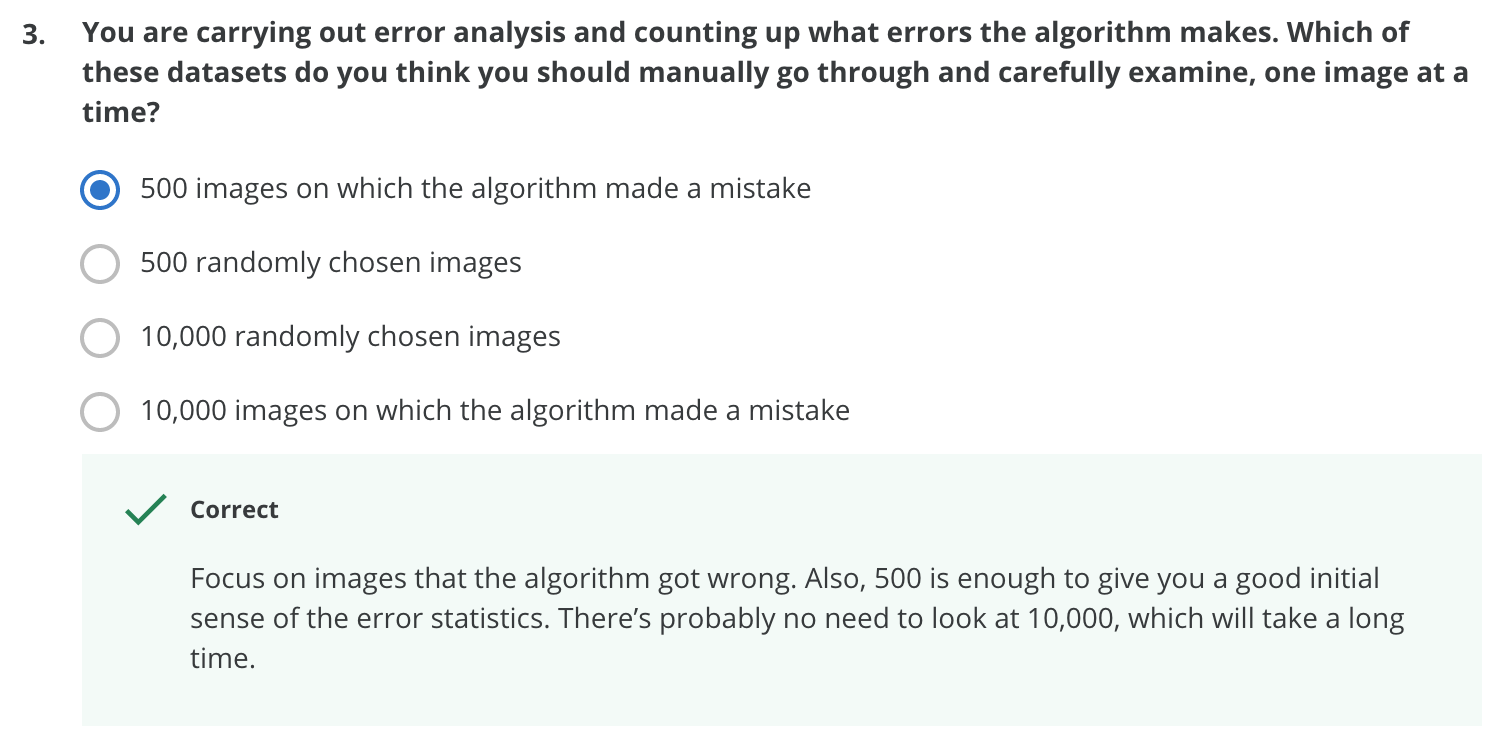 3. You are carrying out error analysis and counting up what errors the algorithm makes. Which of
these datasets do you think you should manually go through and carefully examine, one image at a
time?
500 images on which the algorithm made a mistake
500 randomly chosen images
10,000 randomly chosen images
10,000 images on which the algorithm made a mistake
Correct
Focus on images that the algorithm got wrong. Also, 500 is enough to give you a good initial
sense of the error statistics. There’s probably no need to look at 10,000, which will take a long
time.